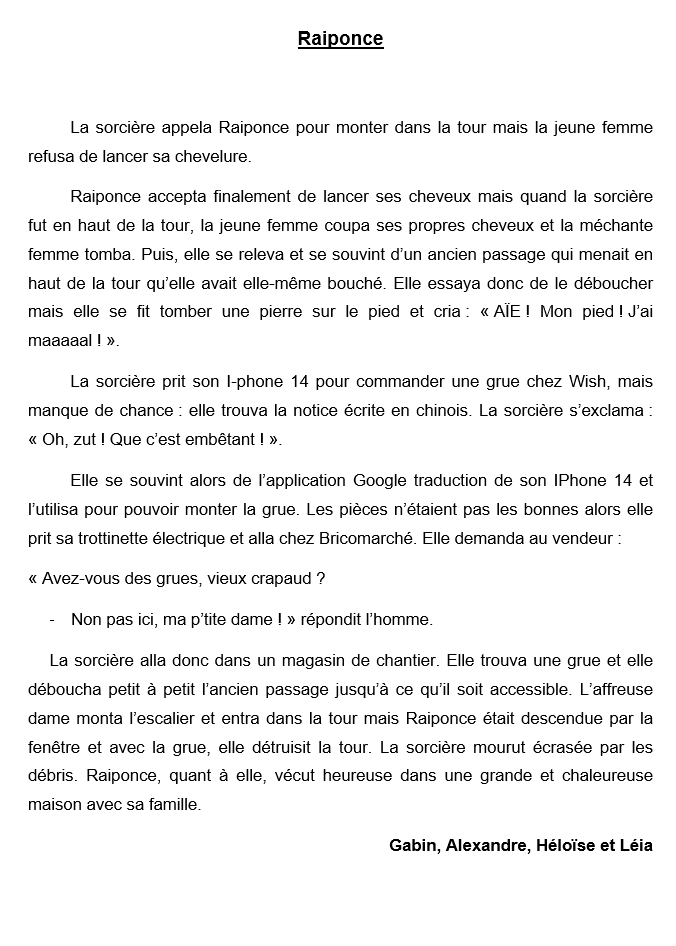 Raiponce
La sorcière appela Raiponce pour monter dans la tour mais la jeune femme
refusa de lancer sa chevelure.
Raiponce accepta finalement de lancer ses cheveux mais quand la sorcière
fut en haut de la tour, la jeune femme coupa ses propres cheveux et la méchante
femme tomba. Puis, elle se releva et se souvint d’un ancien passage qui menait en
haut de la tour qu’elle avait elle-même bouché. Elle essaya donc de le déboucher
mais elle se fit tomber une pierre sur le pied et cria : « AÏE ! Mon pied ! J’ai
maaaaal ! ».
La sorcière prit son I-phone 14 pour commander une grue chez Wish, mais
manque de chance : elle trouva la notice écrite en chinois. La sorcière s’exclama :
« Oh, zut ! Que c’est embêtant ! ».
Elle se souvint alors de l’application Google traduction de son IPhone 14 et
l’utilisa pour pouvoir monter la grue. Les pièces n’étaient pas les bonnes alors elle
prit sa trottinette électrique et alla chez Bricomarché. Elle demanda au vendeur :
« Avez-vous des grues, vieux crapaud ?
- Non pas ici, ma p’tite dame ! » répondit l’homme.
La sorcière alla donc dans un magasin de chantier. Elle trouva une grue et elle
déboucha petit à petit l’ancien passage jusqu’à ce qu’il soit accessible. L’affreuse
dame monta l’escalier et entra dans la tour mais Raiponce était descendue par la
fenêtre et avec la grue, elle détruisit la tour. La sorcière mourut écrasée par les
débris. Raiponce, quant à elle, vécut heureuse dans une grande et chaleureuse
maison avec sa famille.
Gabin, Alexandre, Héloïse et Léia